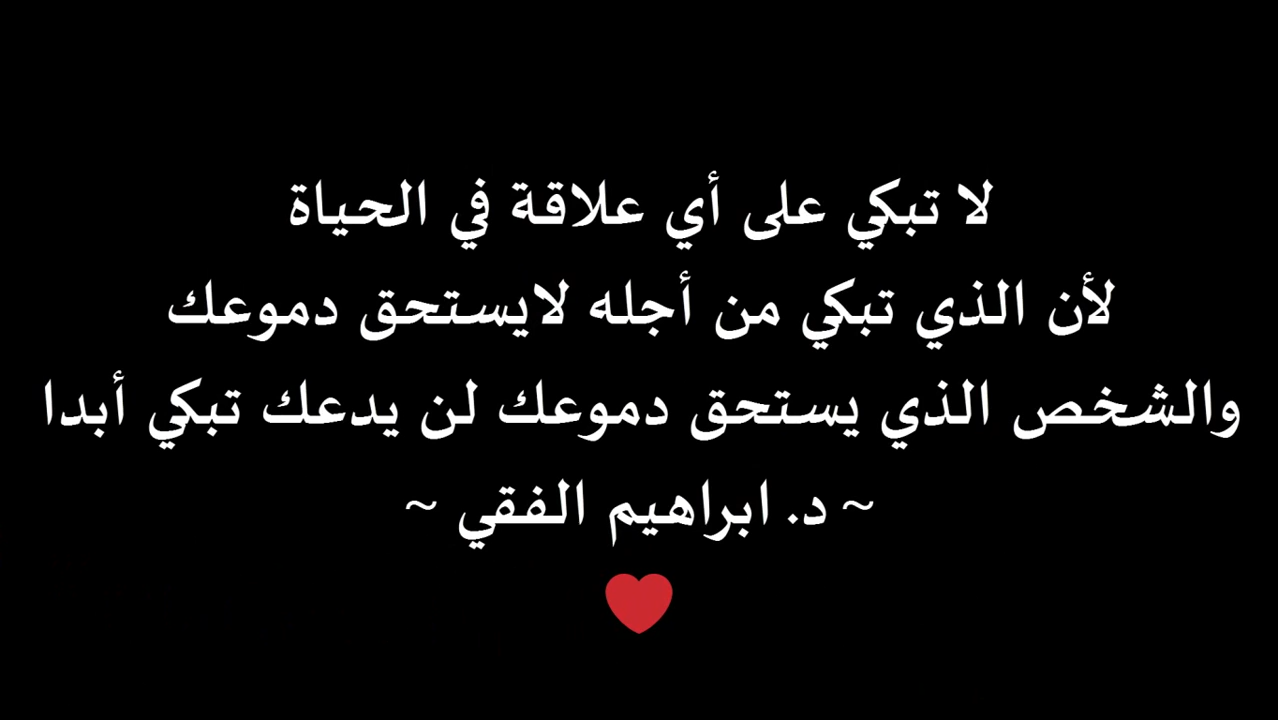 لا تبكي على أي علاقة في الحياة
لأن الذي تبكي من أجله لايستحق دموعك
والشخص الذي يستحق دموعك لن يدعك تبكي أبدا
~ د. ابراهيم الفقي ~
❤